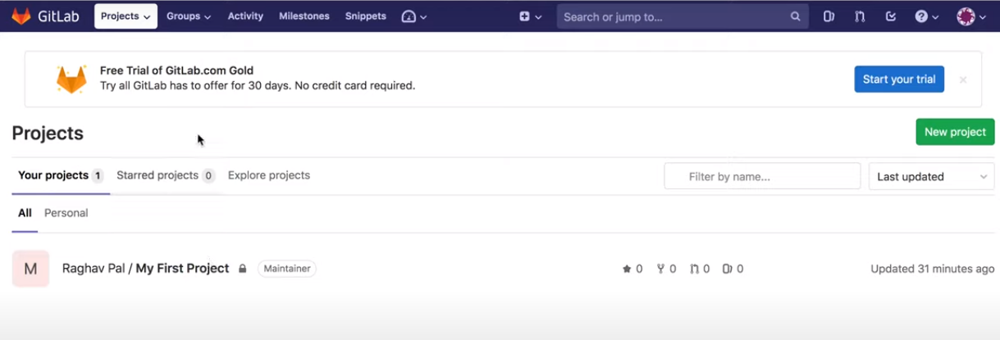 GitLab Projects Groups Activity Milestones Snippets Search or jump to...
Free Trial of GitLab.com Gold
Try all GitLab has to offer for 30 days. No credit card required.
Start your trial
Projects
New project
Your projects 1 Starred projects 0 Explore projects Filter by name... Last updated
All Personal
M Raghav Pal / My First Project Maintainer 0 0 0 0 Updated 31 minutes ago